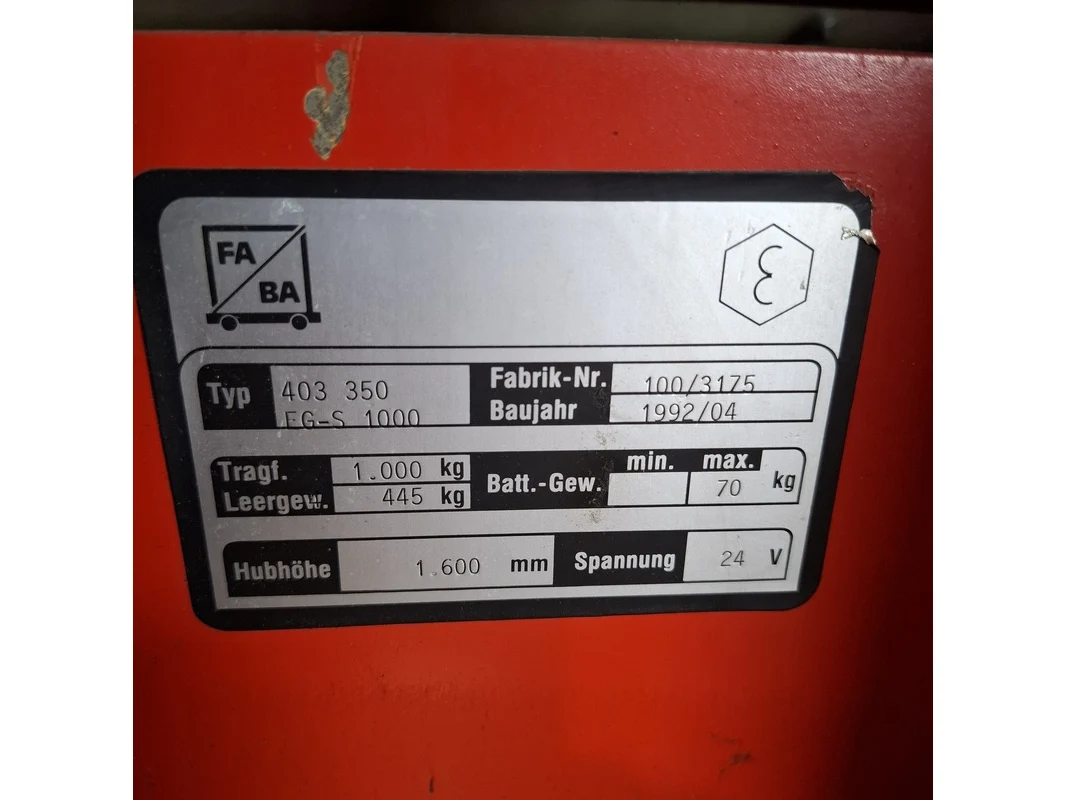 FA
BA
Ɛ
Typ 403 350 Fabrik-Nr. 100/3175
EG-S 1000 Baujahr 1992/04
Tragf. 1.000 kg Batt.-Gew. min. max.
Leergew. 445 kg 70 kg
Hubhöhe 1.600 mm Spannung 24 V